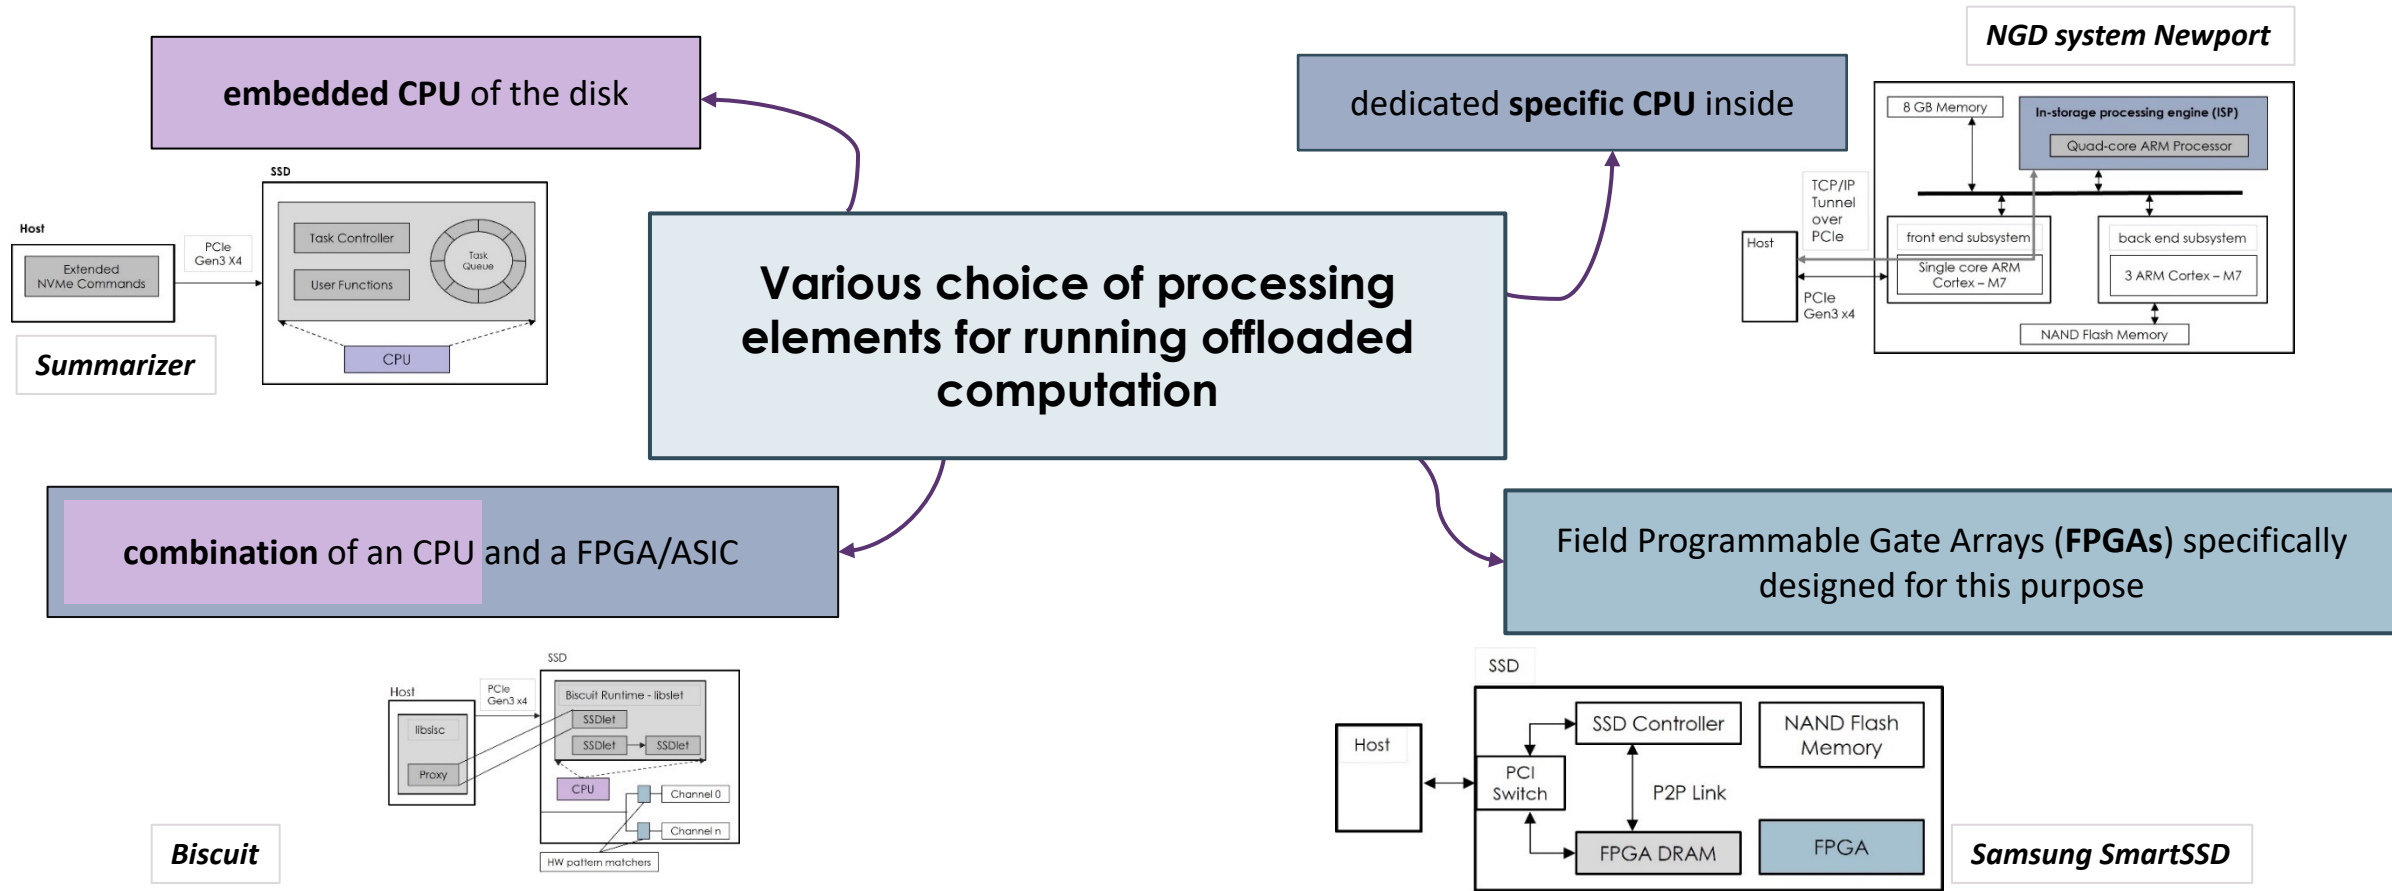 embedded CPU of the disk
SSD
Host
Extended
NVMe Commands
PCIe
Gen3 X4
Task Controller
User Functions
Task
Queue
CPU
Summarizer
dedicated specific CPU inside
NGD system Newport
8 GB Memory
In-storage processing engine (ISP)
Quad-core ARM Processor
TCP/IP
Tunnel
over
PCIe
Host
front end subsystem
Single core ARM
Cortex – M7
back end subsystem
3 ARM Cortex – M7
PCIe
Gen3 x4
NAND Flash Memory
Various choice of processing
elements for running offloaded
computation
combination of an CPU and a FPGA/ASIC
SSD
Host
PCIe
Gen3 x4
libsisc
Proxy
Biscuit Runtime - libslet
SSDlet
SSDlet
SSDlet
CPU
Channel 0
Channel n
HW pattern matchers
Biscuit
Field Programmable Gate Arrays (FPGAs) specifically
designed for this purpose
SSD
Host
PCI
Switch
SSD Controller
NAND Flash
Memory
P2P Link
FPGA DRAM
FPGA
Samsung SmartSSD